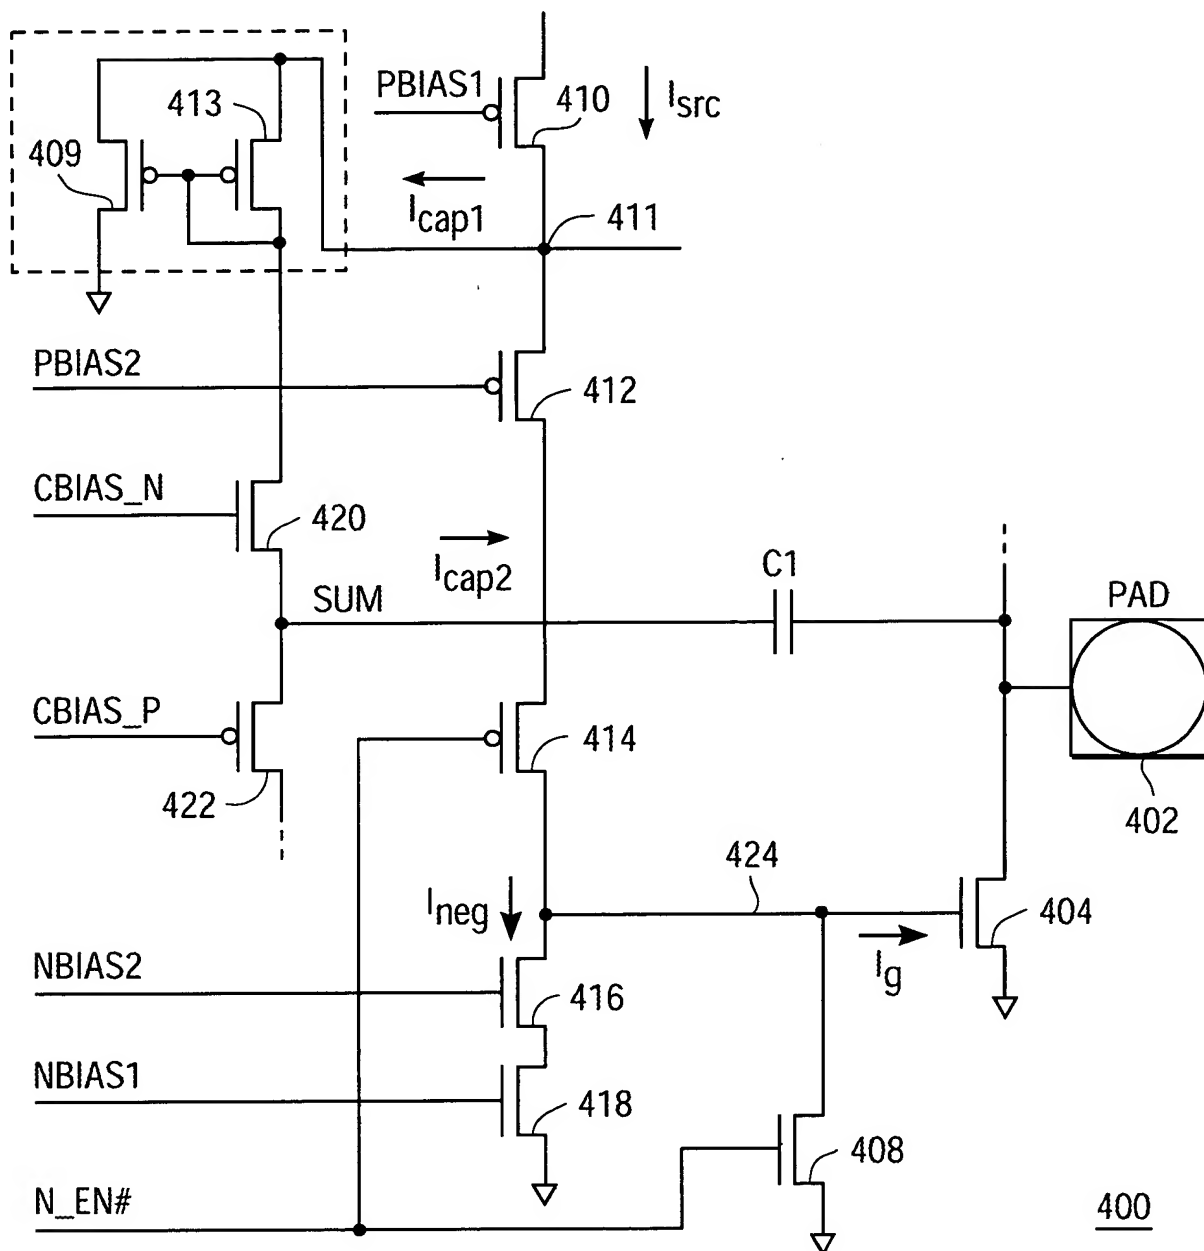 PBIAS1
410
Isrc
413
409
Icap1
411
PBIAS2
412
CBIAS_N
420
Icap2
C1
PAD
SUM
CBIAS_P
414
422
402
424
Ineg
404
Ig
NBIAS2
416
NBIAS1
418
408
N_EN#
400